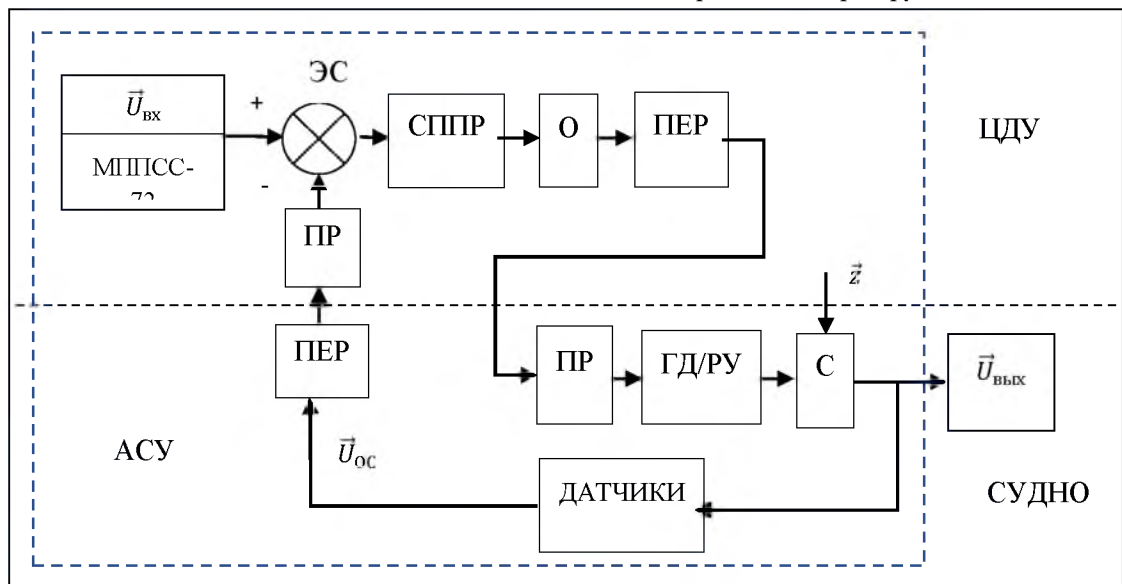 ЭС
U⃗вх
+
СППР
О
ПЕР
ЦДУ
МППСС-
-
ПР
z⃗
ПЕР
ПР
ГД/РУ
С
U⃗вых
АСУ
U⃗ОС
ДАТЧИКИ
СУДНО